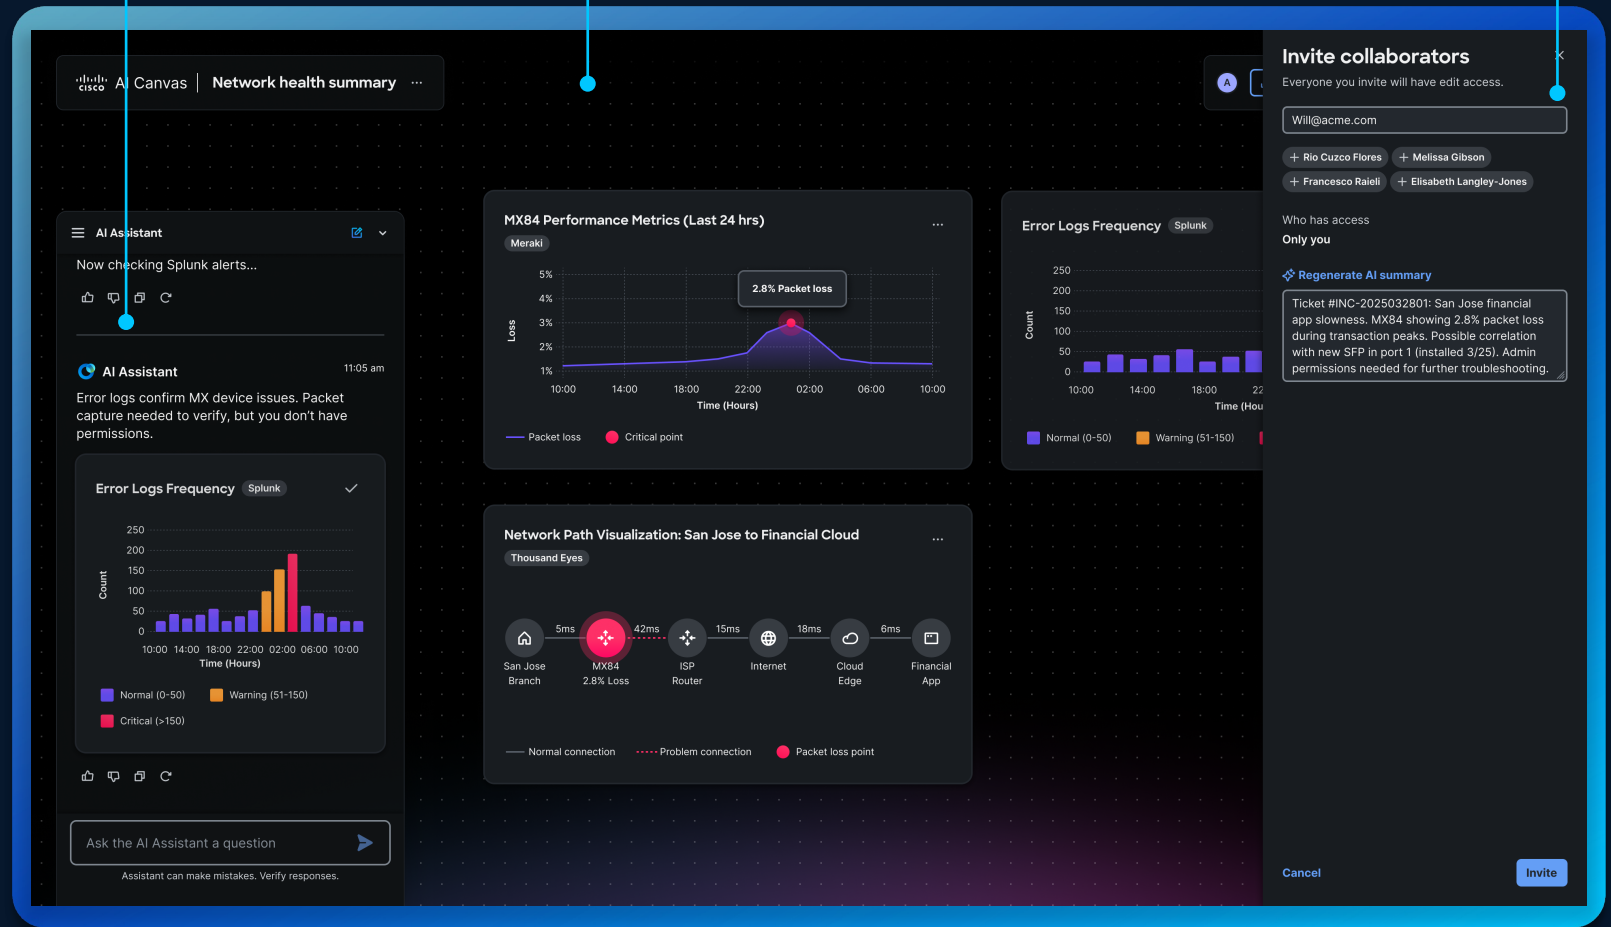 CISCO AI Canvas | Network health summary ...
A
AI Assistant
Now checking Splunk alerts...
AI Assistant 11:05 am
Error logs confirm MX device issues. Packet
capture needed to verify, but you don't have
permissions.
Error Logs Frequency Splunk
250
200
150
100
50
0
Count
10:00 14:00 18:00 22:00 02:00 06:00 10:00
Time (Hours)
Normal (0-50) Warning (51-150)
Critical (>150)
Ask the AI Assistant a question
Assistant can make mistakes. Verify responses.
MX84 Performance Metrics (Last 24 hrs)
Meraki
2.8% Packet loss
5%
4%
3%
2%
1%
Loss
10:00 14:00 18:00 22:00 02:00 06:00 10:00
Time (Hours)
Packet loss Critical point
Error Logs Frequency Splunk
250
200
150
100
50
0
Count
10:00 14:00 18:00 22
Time (Hou
Normal (0-50) Warning (51-150)
Network Path Visualization: San Jose to Financial Cloud
Thousand Eyes
5ms 42ms 15ms 18ms 6ms
San Jose MX84 ISP Internet Cloud Financial
Branch 2.8% Loss Router Edge App
Normal connection Problem connection Packet loss point
Invite collaborators
Everyone you invite will have edit access.
Will@acme.com
+ Rio Cuzco Flores + Melissa Gibson
+ Francesco Raieli + Elisabeth Langley-Jones
Who has access
Only you
Regenerate AI summary
Ticket #INC-2025032801: San Jose financial
app slowness. MX84 showing 2.8% packet loss
during transaction peaks. Possible correlation
with new SFP in port 1 (installed 3/25). Admin
permissions needed for further troubleshooting.
Cancel Invite